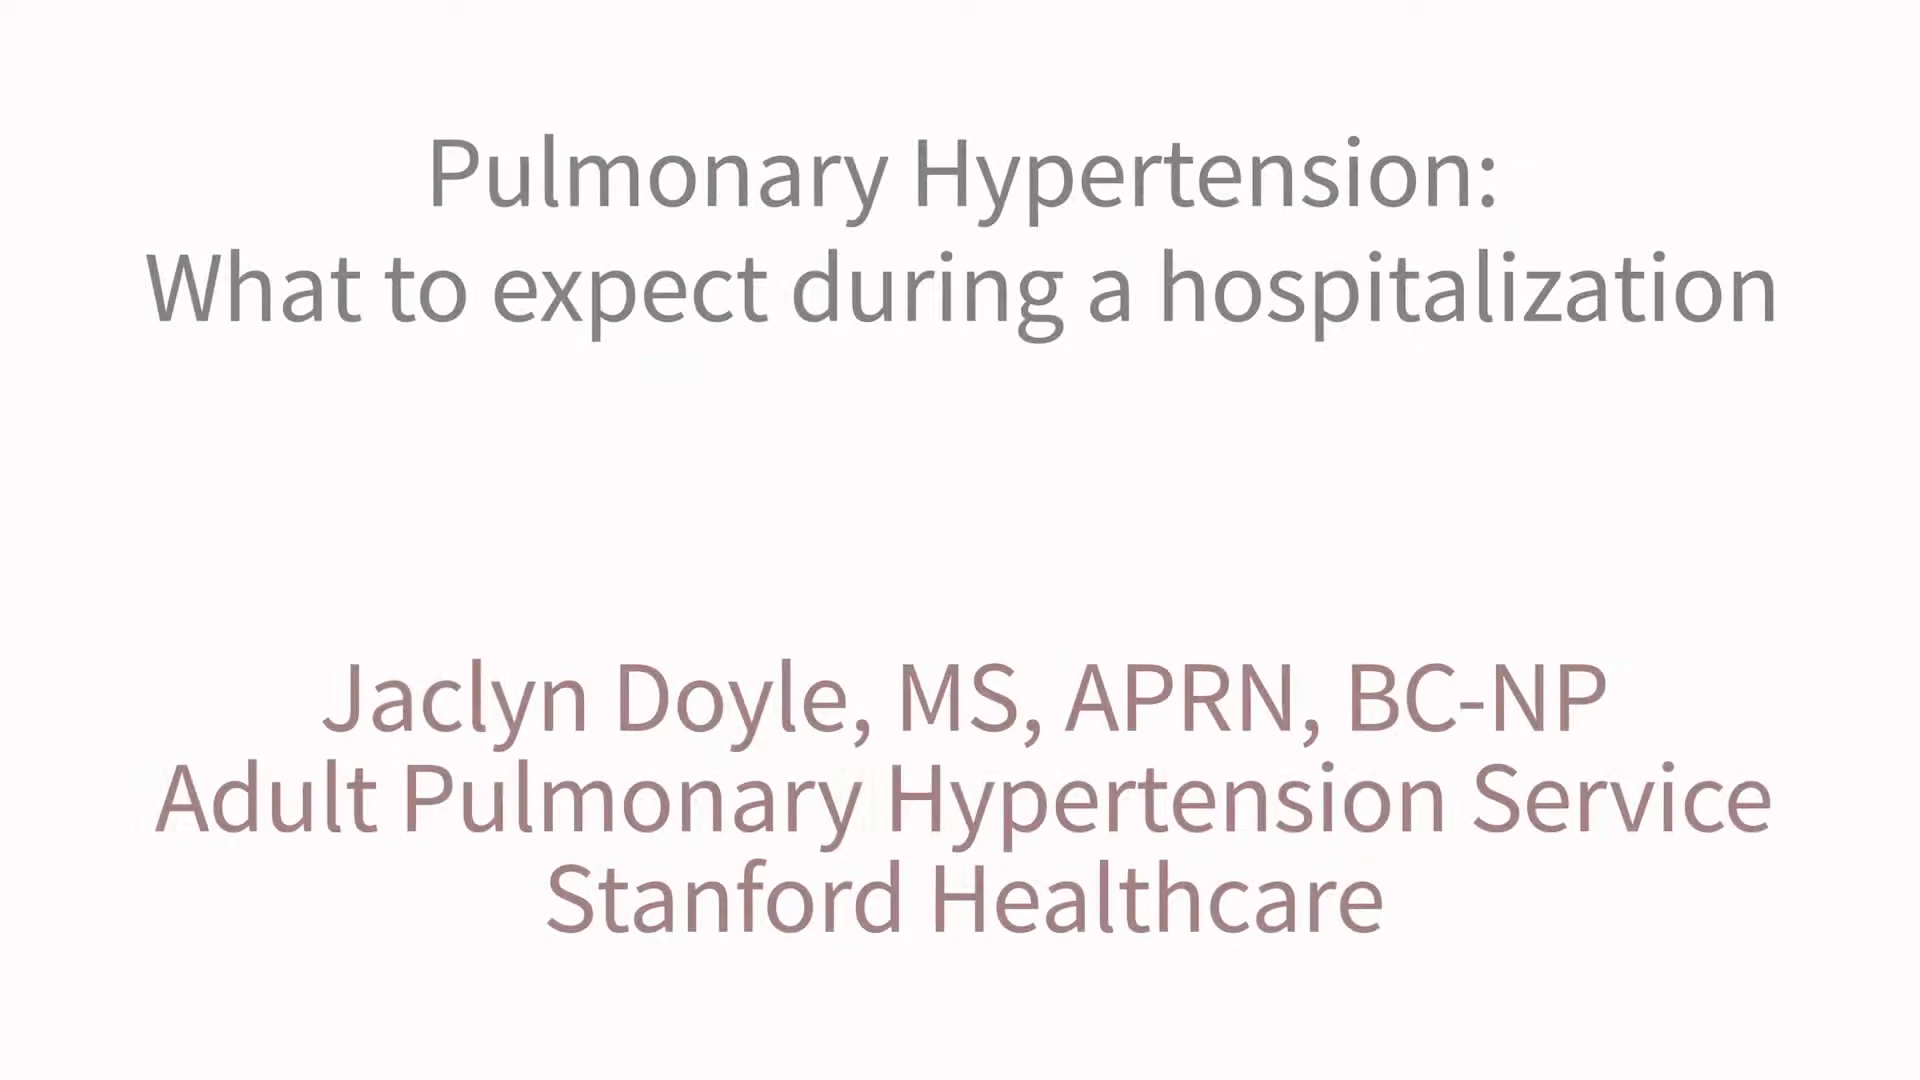 Pulmonary Hypertension:
What to expect during a hospitalization
Jaclyn Doyle, MS, APRN, BC-NP
Adult Pulmonary Hypertension Service
Stanford Healthcare